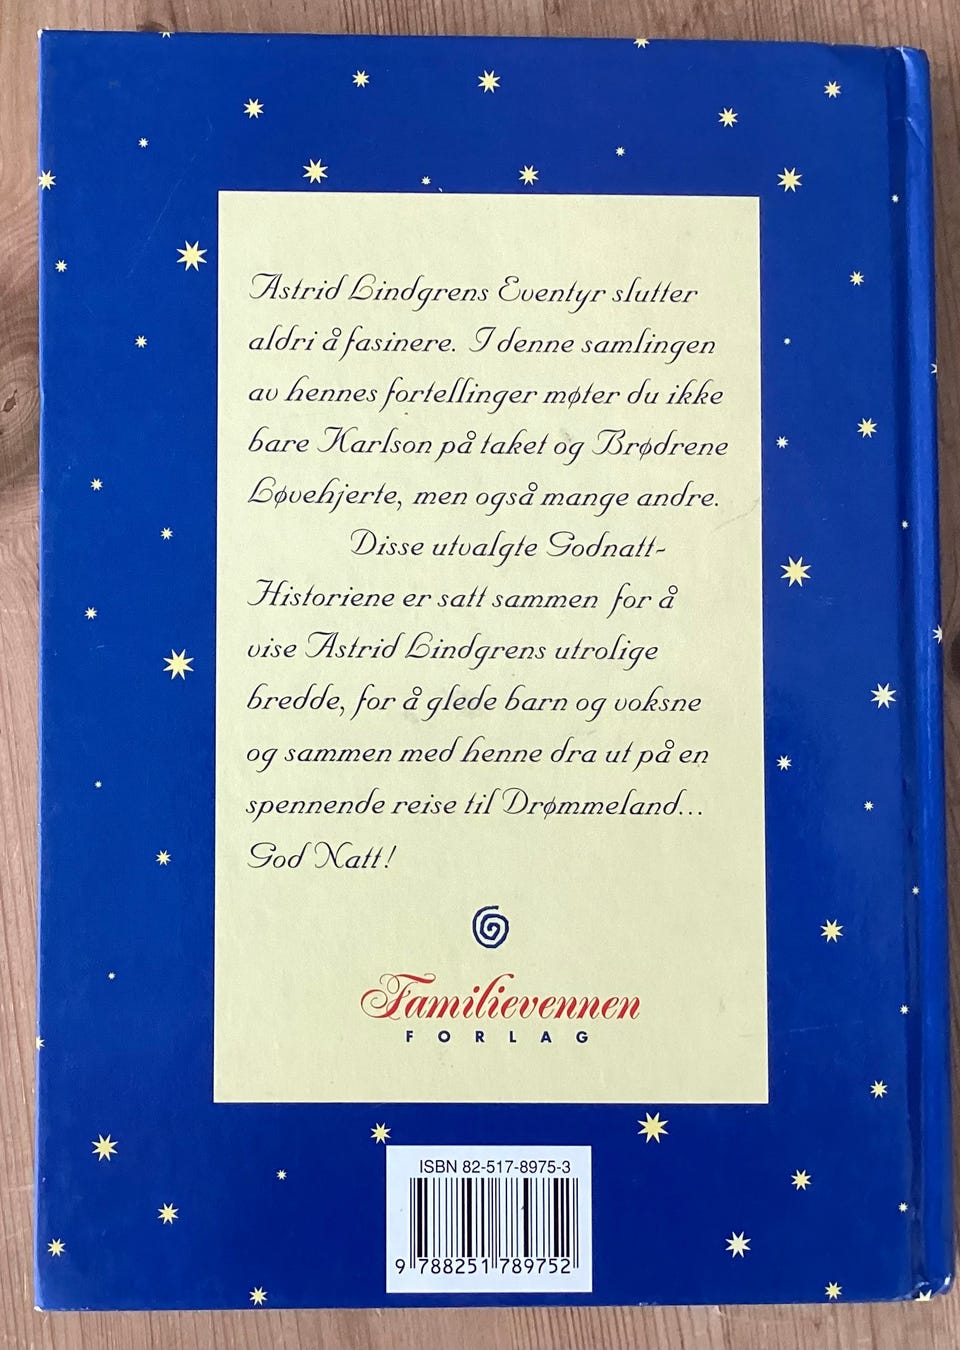 Astrid Lindgrens Eventyr slutter
aldri å fasinere. I denne samlingen
av hennes fortellinger møter du ikke
bare Karlson på taket og Brødrene
Løvehjerte, men også mange andre.
Disse utvalgte Godnatt-
Historiene er satt sammen for å
vise Astrid Lindgrens utrolige
bredde, for å glede barn og voksne
og sammen med henne dra ut på en
spennende reise til Drømmeland...
God Natt!
Familievennen
FORLAG
ISBN 82-517-8975-3
9 788251 789752